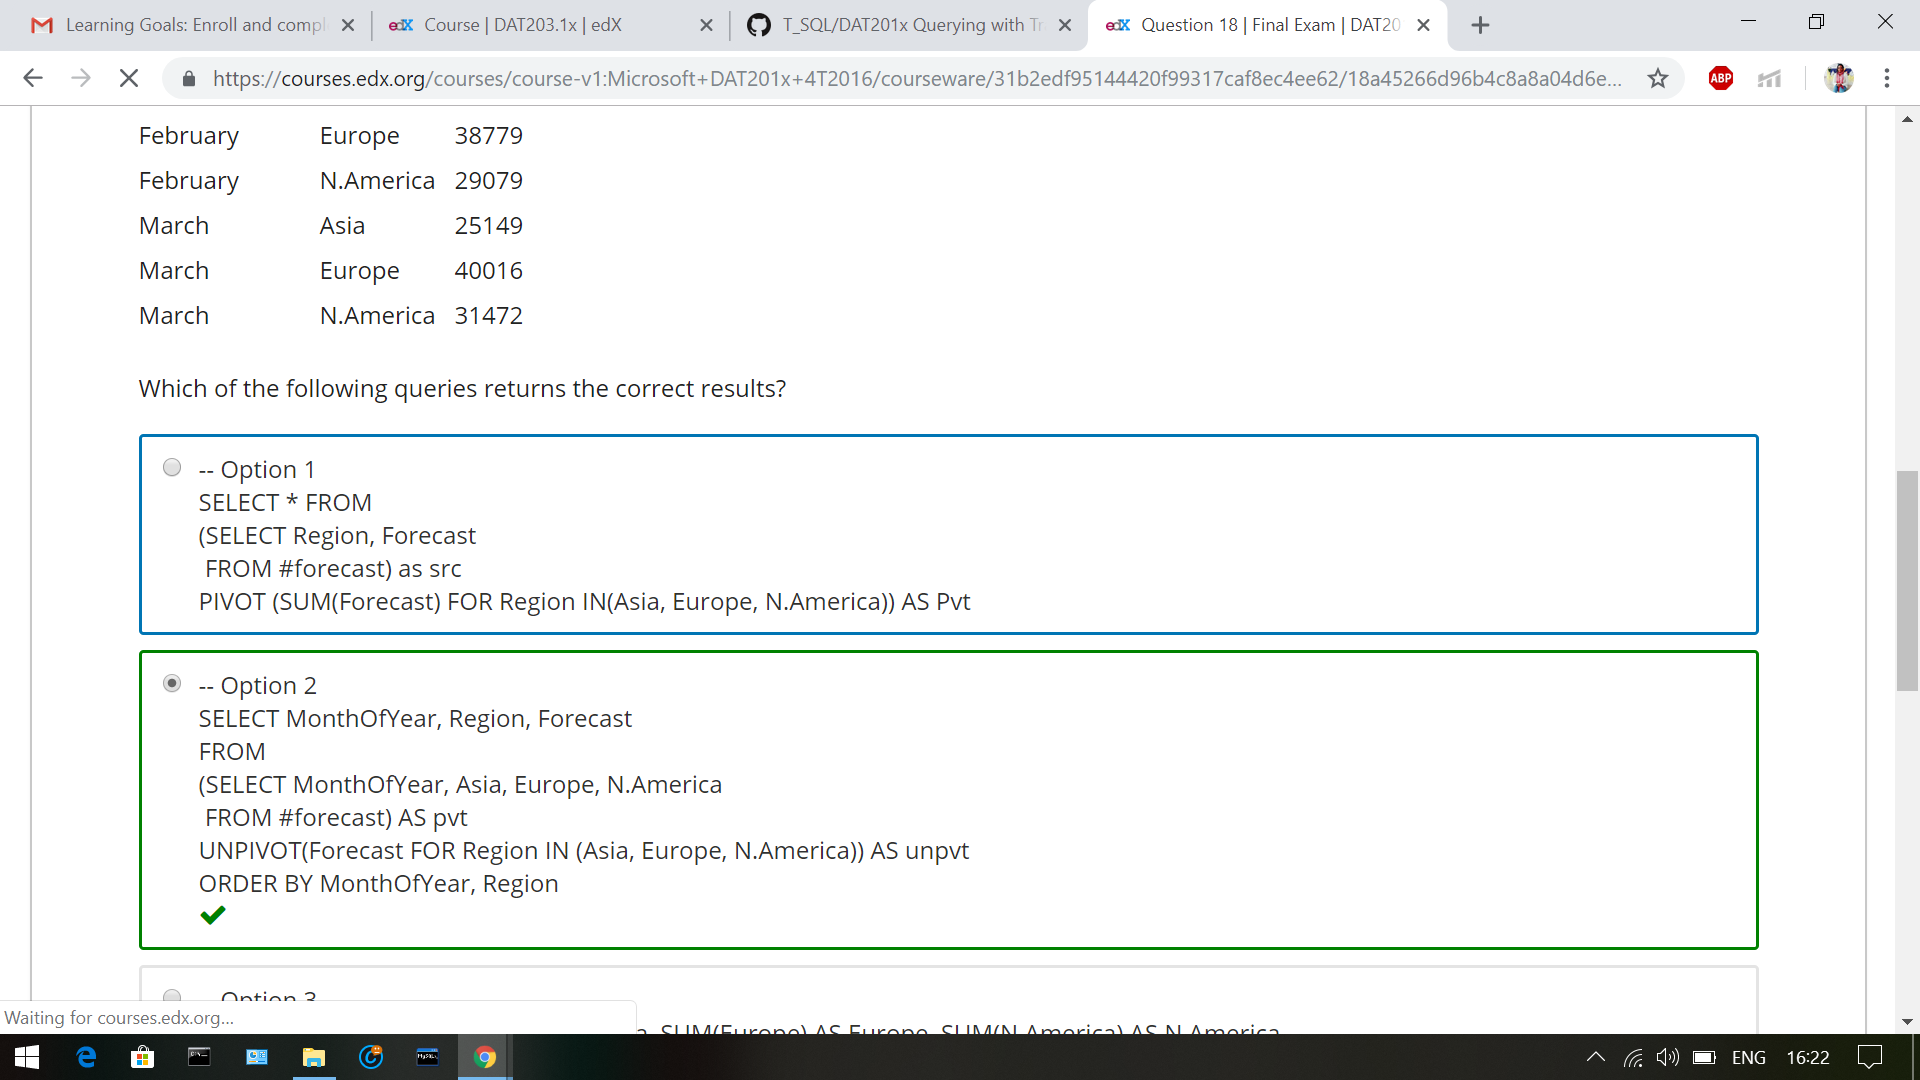 Learning Goals: Enroll and compl
edX Course | DAT203.1x | edX
T_SQL/DAT201x Querying with Tr
edX Question 18 | Final Exam | DAT20
https://courses.edx.org/courses/course-v1:Microsoft+DAT201x+4T2016/courseware/31b2edf95144420f99317caf8ec4ee62/18a45266d96b4c8a8a04d6e...
ABP
February Europe 38779
February N.America 29079
March Asia 25149
March Europe 40016
March N.America 31472
Which of the following queries returns the correct results?
-- Option 1
SELECT * FROM
(SELECT Region, Forecast
FROM #forecast) as src
PIVOT (SUM(Forecast) FOR Region IN(Asia, Europe, N.America)) AS Pvt
-- Option 2
SELECT MonthOfYear, Region, Forecast
FROM
(SELECT MonthOfYear, Asia, Europe, N.America
FROM #forecast) AS pvt
UNPIVOT(Forecast FOR Region IN (Asia, Europe, N.America)) AS unpvt
ORDER BY MonthOfYear, Region
Option 3
SUM(Europe) AS Europe, SUM(N.America) AS N.America
Waiting for courses.edx.org...
ENG 16:22